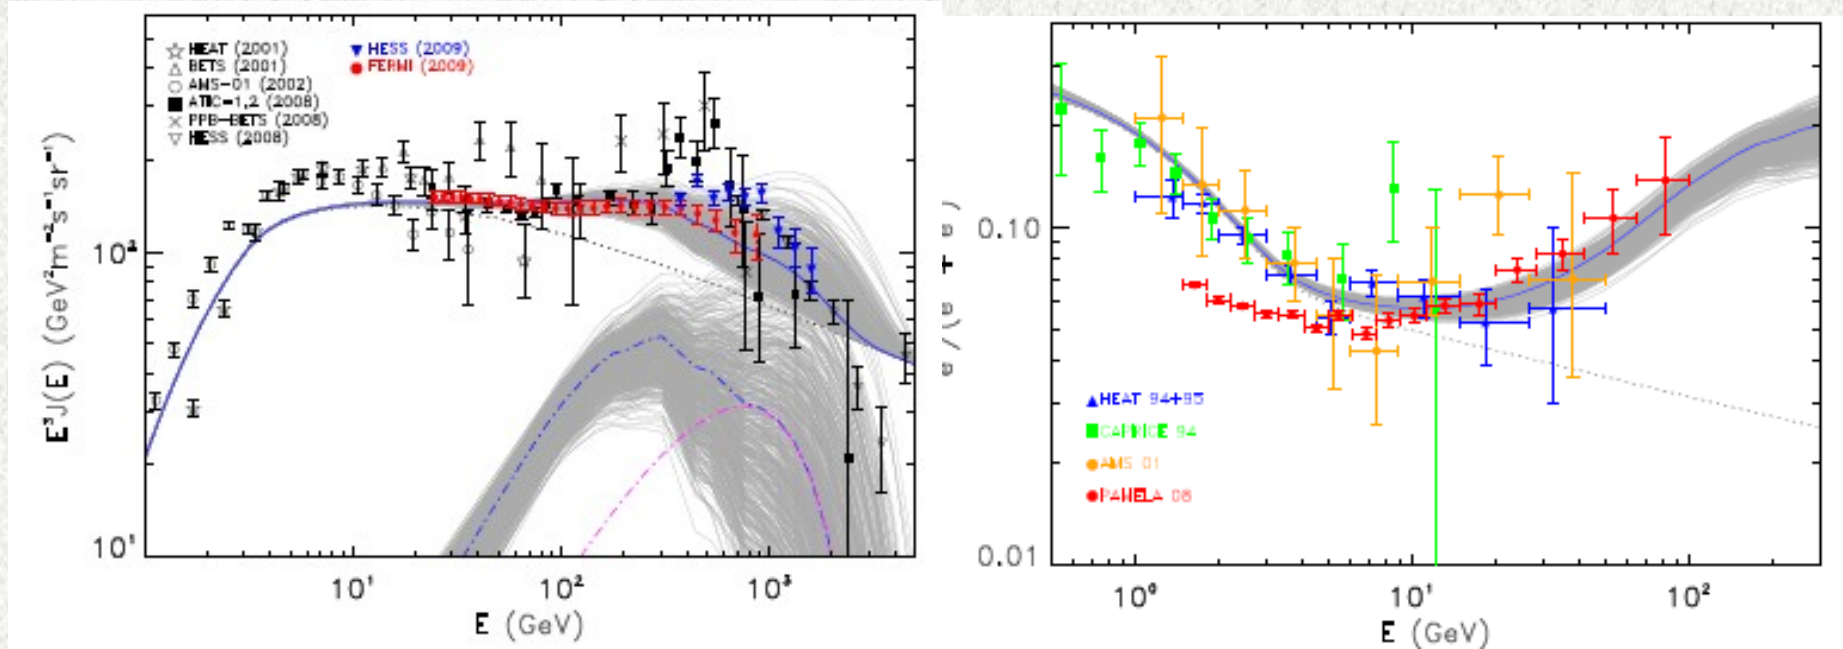 HEAT (2001)
BETS (2001)
AMS-01 (2002)
ATIC-1,2 (2008)
PPB-BETS (2008)
HESS (2008)
HESS (2009)
FERMI (2009)
E³J(E) (GeV²m⁻²s⁻¹sr⁻¹)
10²
10¹
10¹
10²
10³
E (GeV)
0.10
0.01
HEAT 94+95
CAPRICE 94
AMS 01
PAMELA 08
10⁰
10¹
10²
E (GeV)